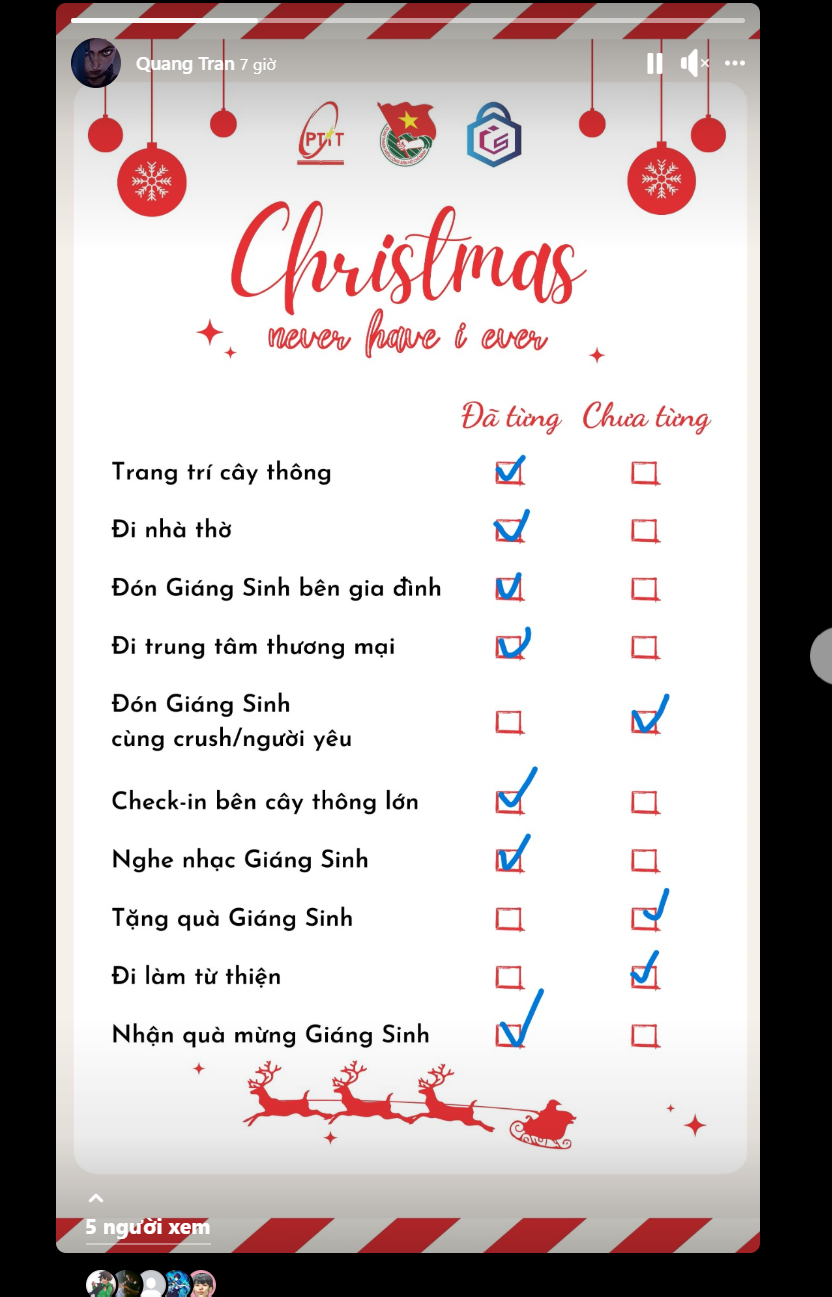 Quang Tran 7 giờ
PTIT
Christmas
never have i ever
Đã từng Chưa từng
Trang trí cây thông
Đi nhà thờ
Đón Giáng Sinh bên gia đình
Đi trung tâm thương mại
Đón Giáng Sinh
cùng crush/người yêu
Check-in bên cây thông lớn
Nghe nhạc Giáng Sinh
Tặng quà Giáng Sinh
Đi làm từ thiện
Nhận quà mừng Giáng Sinh
5 người xem